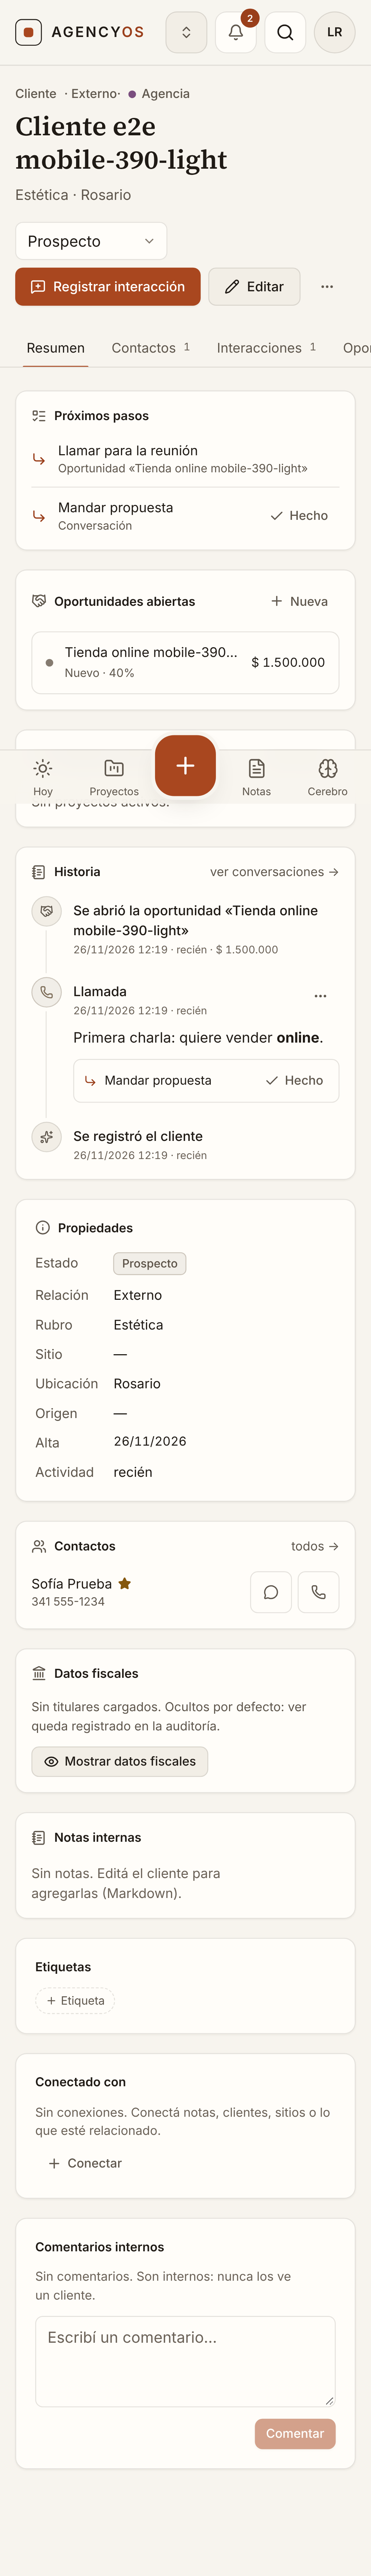 AGENCYOS
2
LR
Cliente · Externo· Agencia
Cliente e2e
mobile-390-light
Estética · Rosario
Prospecto
Registrar interacción
Editar
Resumen
Contactos 1
Interacciones 1
Opor
Próximos pasos
Llamar para la reunión
Oportunidad «Tienda online mobile-390-light»
Mandar propuesta
Conversación
Hecho
Oportunidades abiertas
Nueva
Tienda online mobile-390...
Nuevo · 40%
$ 1.500.000
Hoy
Proyectos
Notas
Cerebro
Sin proyectos activos.
Historia
ver conversaciones →
Se abrió la oportunidad «Tienda online
mobile-390-light»
26/11/2026 12:19 · recién · $ 1.500.000
Llamada
26/11/2026 12:19 · recién
Primera charla: quiere vender online.
Mandar propuesta
Hecho
Se registró el cliente
26/11/2026 12:19 · recién
Propiedades
Estado Prospecto
Relación Externo
Rubro Estética
Sitio —
Ubicación Rosario
Origen —
Alta 26/11/2026
Actividad recién
Contactos
todos →
Sofía Prueba
341 555-1234
Datos fiscales
Sin titulares cargados. Ocultos por defecto: ver
queda registrado en la auditoría.
Mostrar datos fiscales
Notas internas
Sin notas. Editá el cliente para
agregarlas (Markdown).
Etiquetas
+ Etiqueta
Conectado con
Sin conexiones. Conectá notas, clientes, sitios o lo
que esté relacionado.
Conectar
Comentarios internos
Sin comentarios. Son internos: nunca los ve
un cliente.
Escribí un comentario...
Comentar